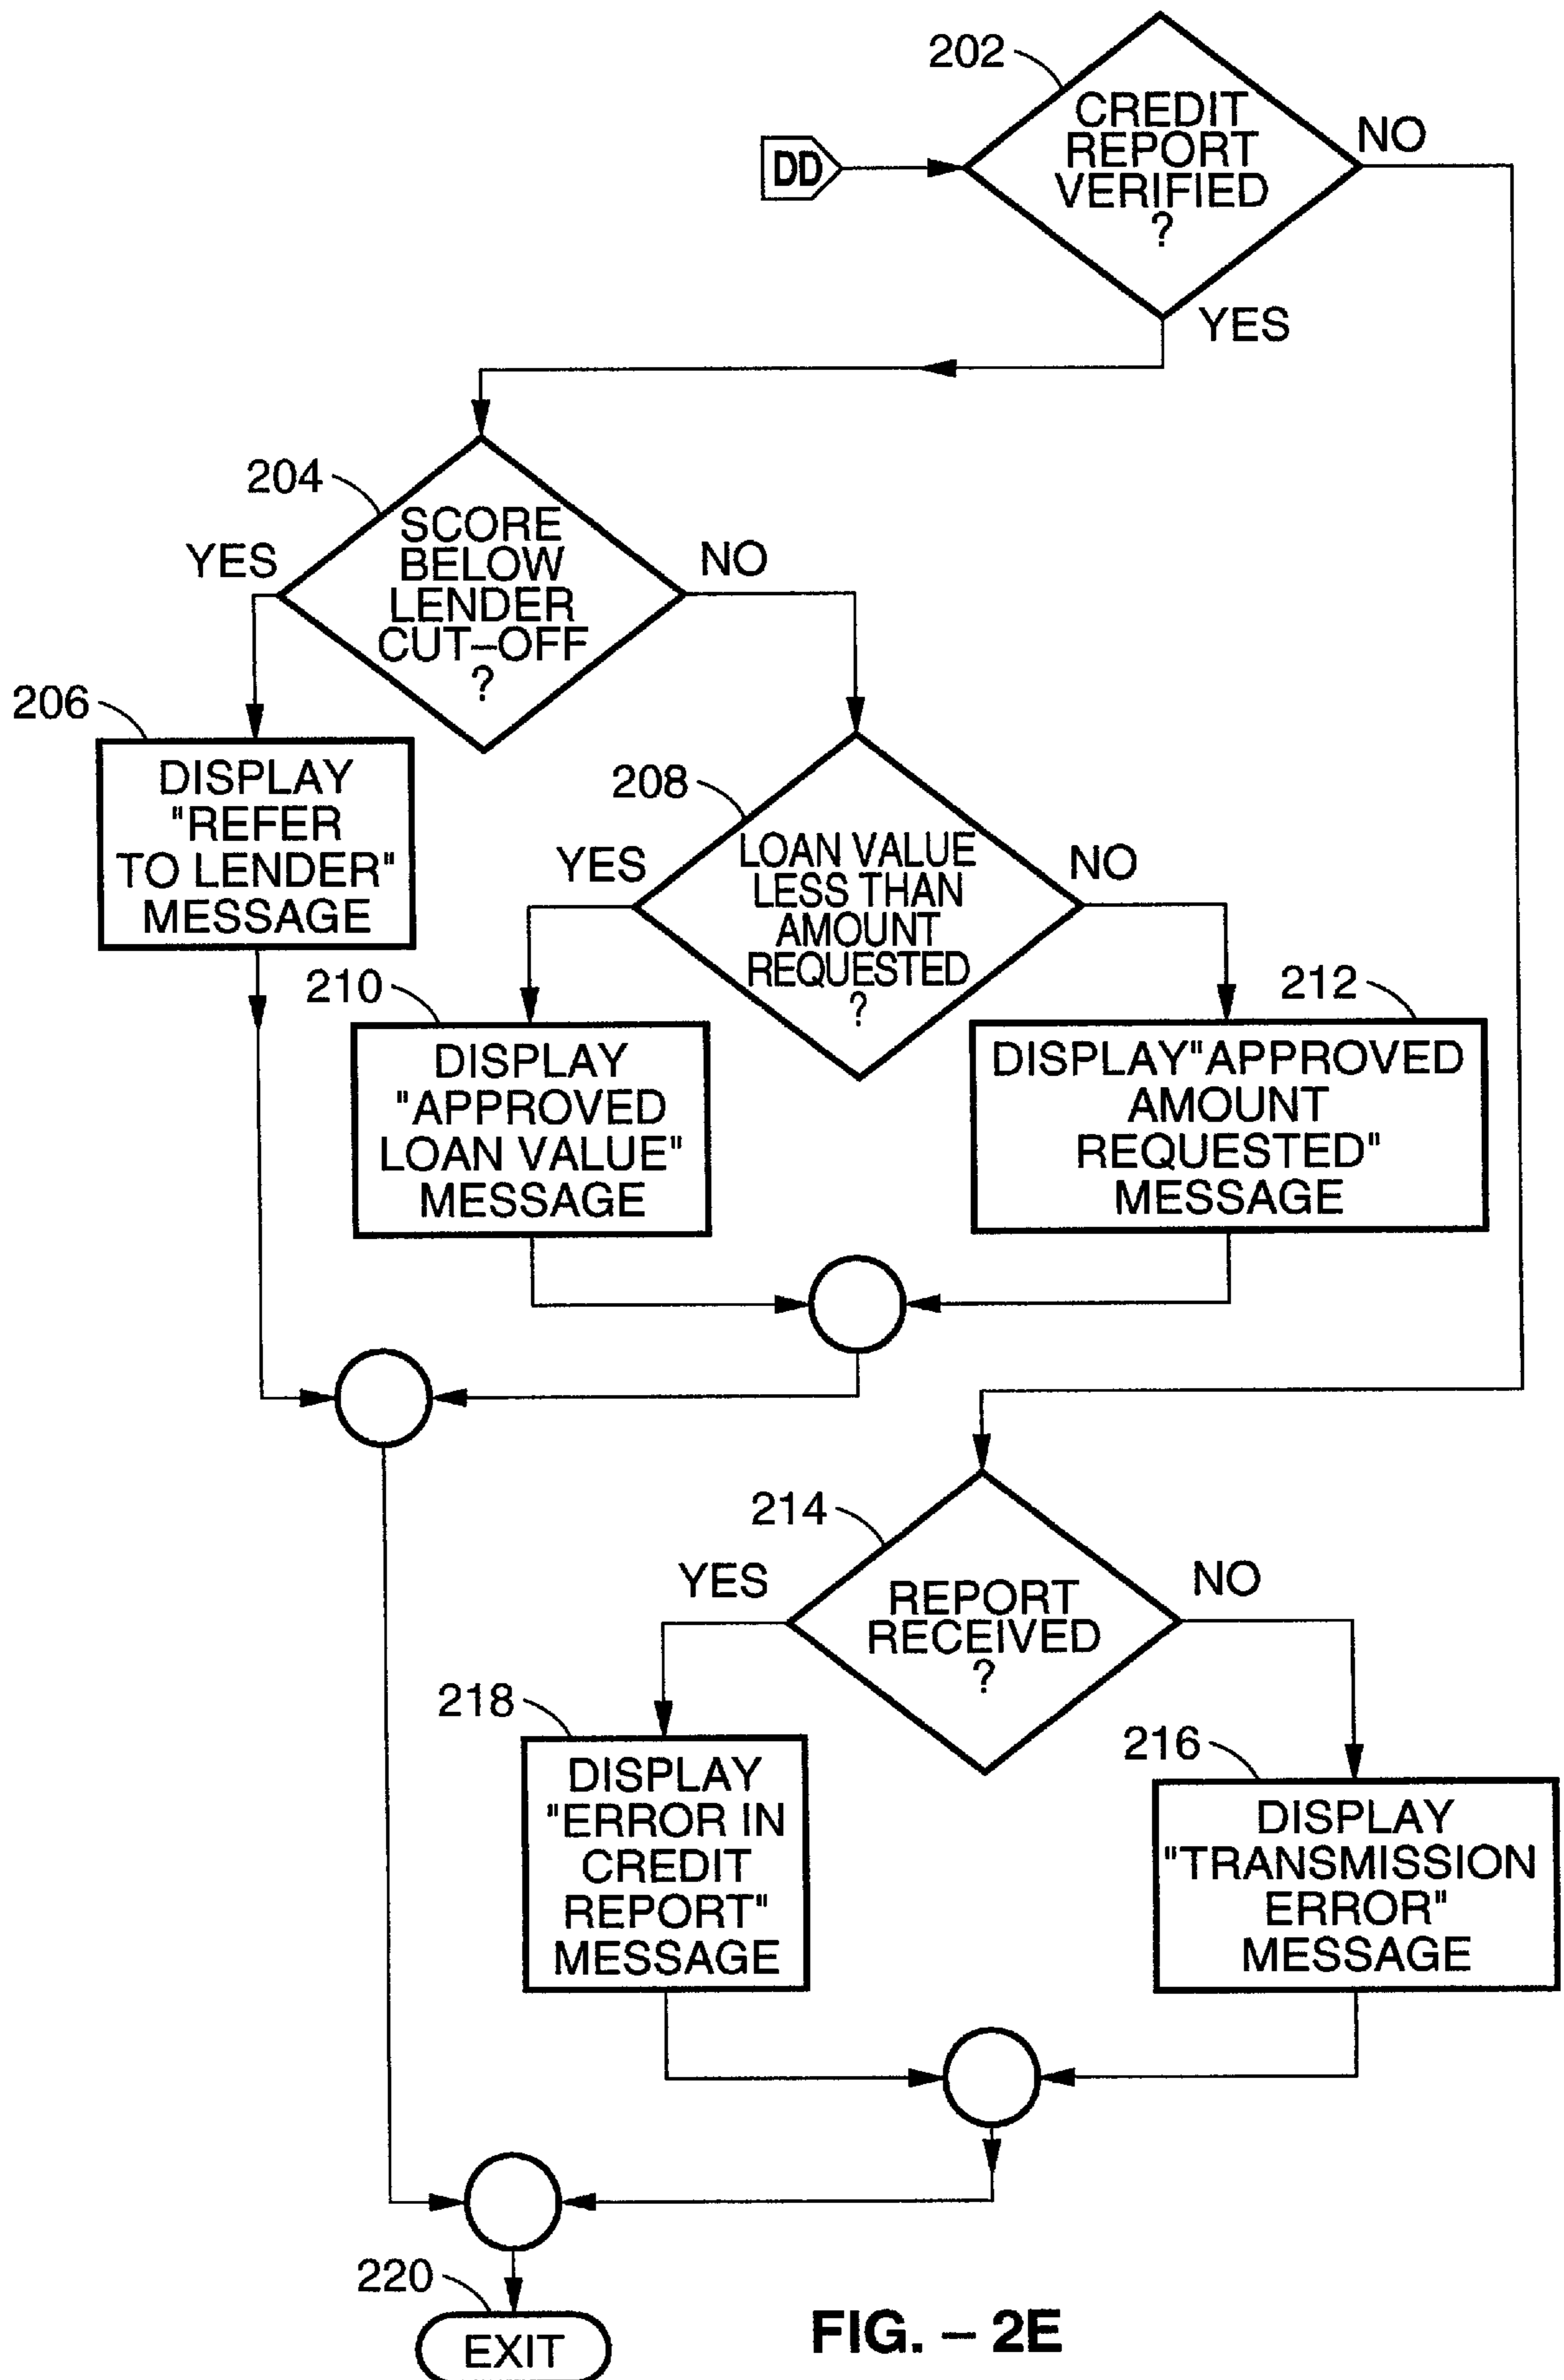 202
CREDIT
REPORT
VERIFIED
?
NO
DD
YES
204
SCORE
BELOW
LENDER
CUT–OFF
?
YES
NO
206
DISPLAY
"REFER
TO LENDER"
MESSAGE
208
LOAN VALUE
LESS THAN
AMOUNT
REQUESTED
?
YES
NO
210
DISPLAY
"APPROVED
LOAN VALUE"
MESSAGE
212
DISPLAY"APPROVED
AMOUNT
REQUESTED"
MESSAGE
214
REPORT
RECEIVED
?
YES
NO
218
DISPLAY
"ERROR IN
CREDIT
REPORT"
MESSAGE
216
DISPLAY
"TRANSMISSION
ERROR"
MESSAGE
220
EXIT
FIG. – 2E